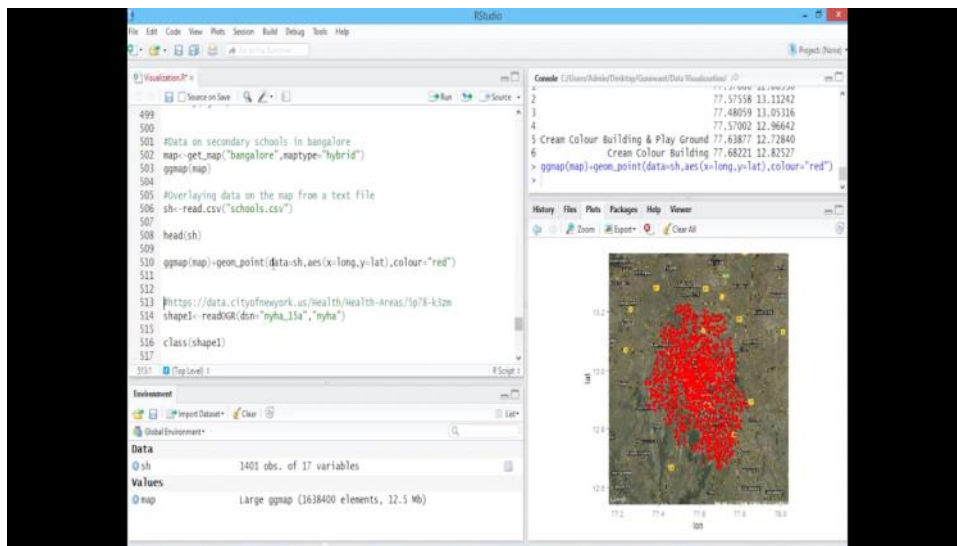 RStudio
File Edit Code View Plots Session Build Debug Tools Help
Project: (None)
Visualization.R* ×
Source on Save Run Source
499
500
501 #Data on secondary schools in bangalore
502 map<-get_map("bangalore",maptype="hybrid")
503 ggmap(map)
504
505 #Overlaying data on the map from a text file
506 sh<-read.csv("schools.csv")
507
508 head(sh)
509
510 ggmap(map)+geom_point(data=sh,aes(x=long,y=lat),colour="red")
511
512
513 #https://data.cityofnewyork.us/Health/Health-Areas/5p78-k3zm
514 shape1<-readOGR(dsn="nyha_15a","nyha")
515
516 class(shape1)
517
513:1 (Top Level) R Script
Environment
Import Dataset Clear List
Global Environment
Data
sh 1401 obs. of 17 variables
Values
map Large ggmap (1638400 elements, 12.5 Mb)
Console C:/Users/Admin/Desktop/Gunnvant/Data Visualization/
2 77.57558 13.11242
3 77.48059 13.05316
4 77.57002 12.96642
5 Cream Colour Building & Play Ground 77.63877 12.72840
6 Cream Colour Building 77.68221 12.82527
> ggmap(map)+geom_point(data=sh,aes(x=long,y=lat),colour="red")
>
History Files Plots Packages Help Viewer
Zoom Export Clear All
lat
13.2
13.0
12.8
12.6
77.2 77.4 77.6 77.8 78.0
lon